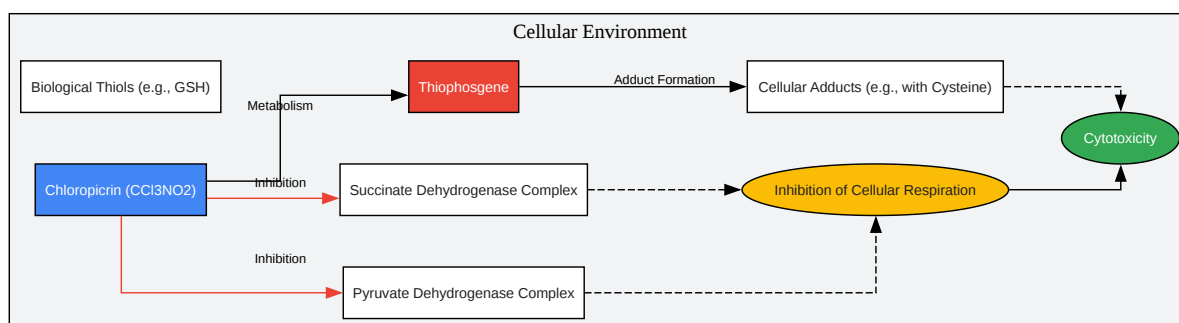 Cellular Environment
Biological Thiols (e.g., GSH)
Metabolism
Thiophosgene
Adduct Formation
Cellular Adducts (e.g., with Cysteine)
Cytotoxicity
Chloropicrin (CCl3NO2)
Inhibition
Succinate Dehydrogenase Complex
Inhibition of Cellular Respiration
Inhibition
Pyruvate Dehydrogenase Complex